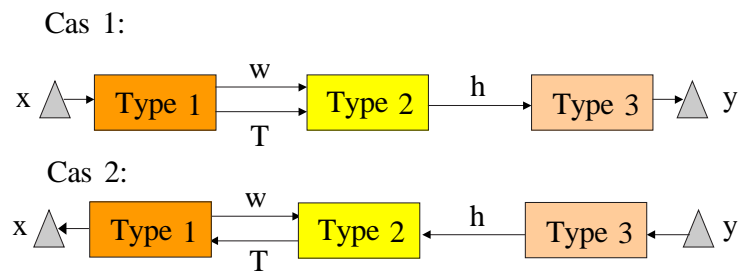 Cas 1:
w
x Type 1 Type 2 h Type 3 y
T
Cas 2:
w
x Type 1 Type 2 h Type 3 y
T